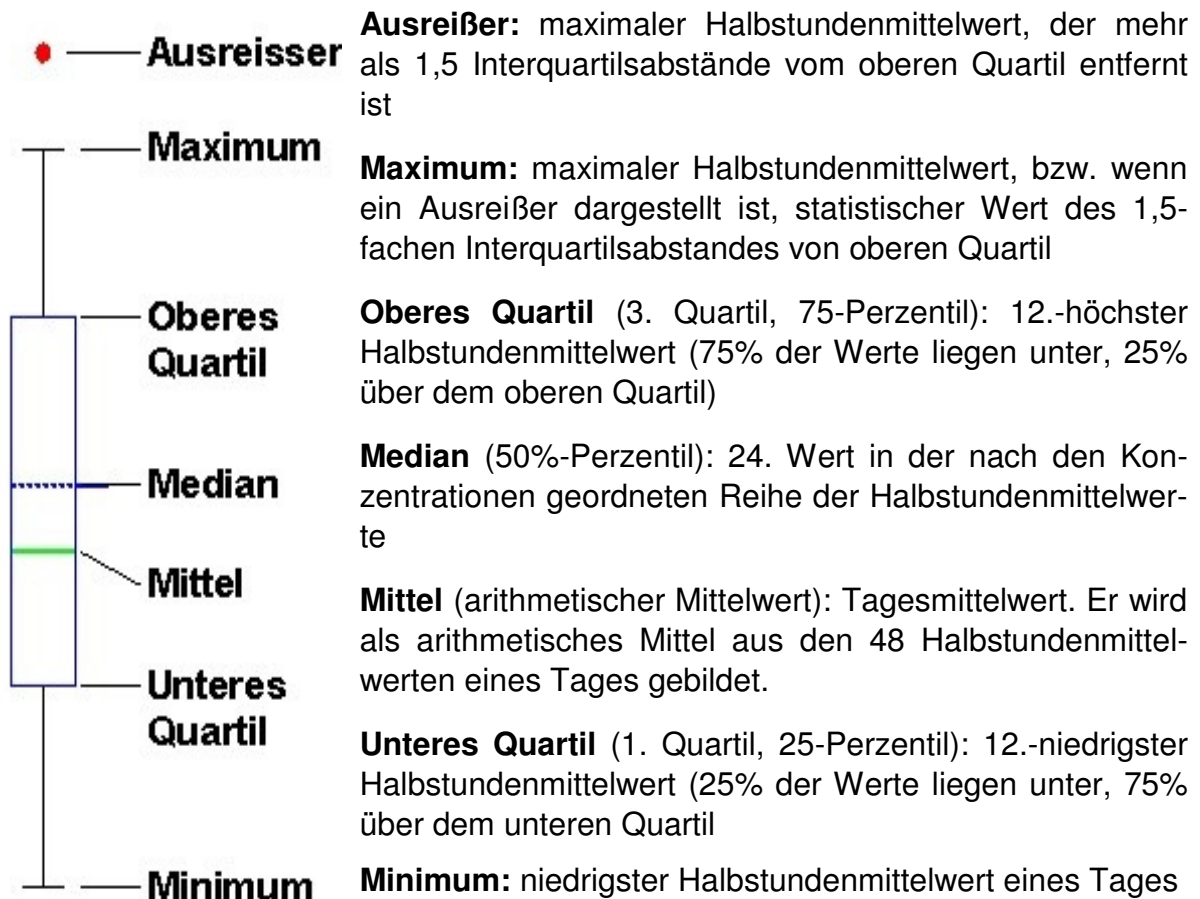 Ausreisser
Ausreißer: maximaler Halbstundenmittelwert, der mehr
als 1,5 Interquartilsabstände vom oberen Quartil entfernt
ist
Maximum
Maximum: maximaler Halbstundenmittelwert, bzw. wenn
ein Ausreißer dargestellt ist, statistischer Wert des 1,5-
fachen Interquartilsabstandes von oberen Quartil
Oberes
Quartil
Oberes Quartil (3. Quartil, 75-Perzentil): 12.-höchster
Halbstundenmittelwert (75% der Werte liegen unter, 25%
über dem oberen Quartil)
Median
Median (50%-Perzentil): 24. Wert in der nach den Kon-
zentrationen geordneten Reihe der Halbstundenmittelwer-
te
Mittel
Mittel (arithmetischer Mittelwert): Tagesmittelwert. Er wird
als arithmetisches Mittel aus den 48 Halbstundenmittel-
werten eines Tages gebildet.
Unteres
Quartil
Unteres Quartil (1. Quartil, 25-Perzentil): 12.-niedrigster
Halbstundenmittelwert (25% der Werte liegen unter, 75%
über dem unteren Quartil
Minimum
Minimum: niedrigster Halbstundenmittelwert eines Tages